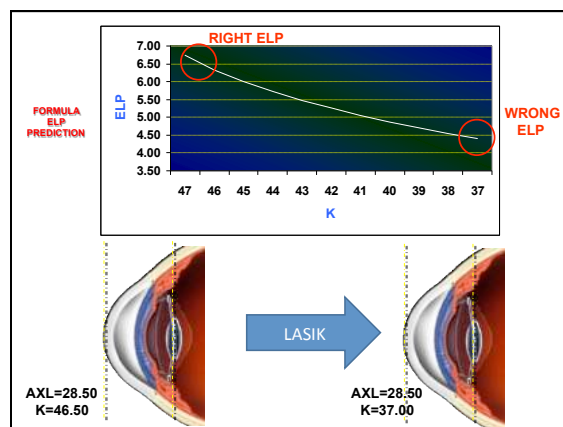 RIGHT ELP
7.00
6.50
6.00
5.50
5.00
4.50
4.00
3.50
ELP
FORMULA
ELP
PREDICTION
WRONG
ELP
47 46 45 44 43 42 41 40 39 38 37
K
LASIK
AXL=28.50
K=46.50
AXL=28.50
K=37.00